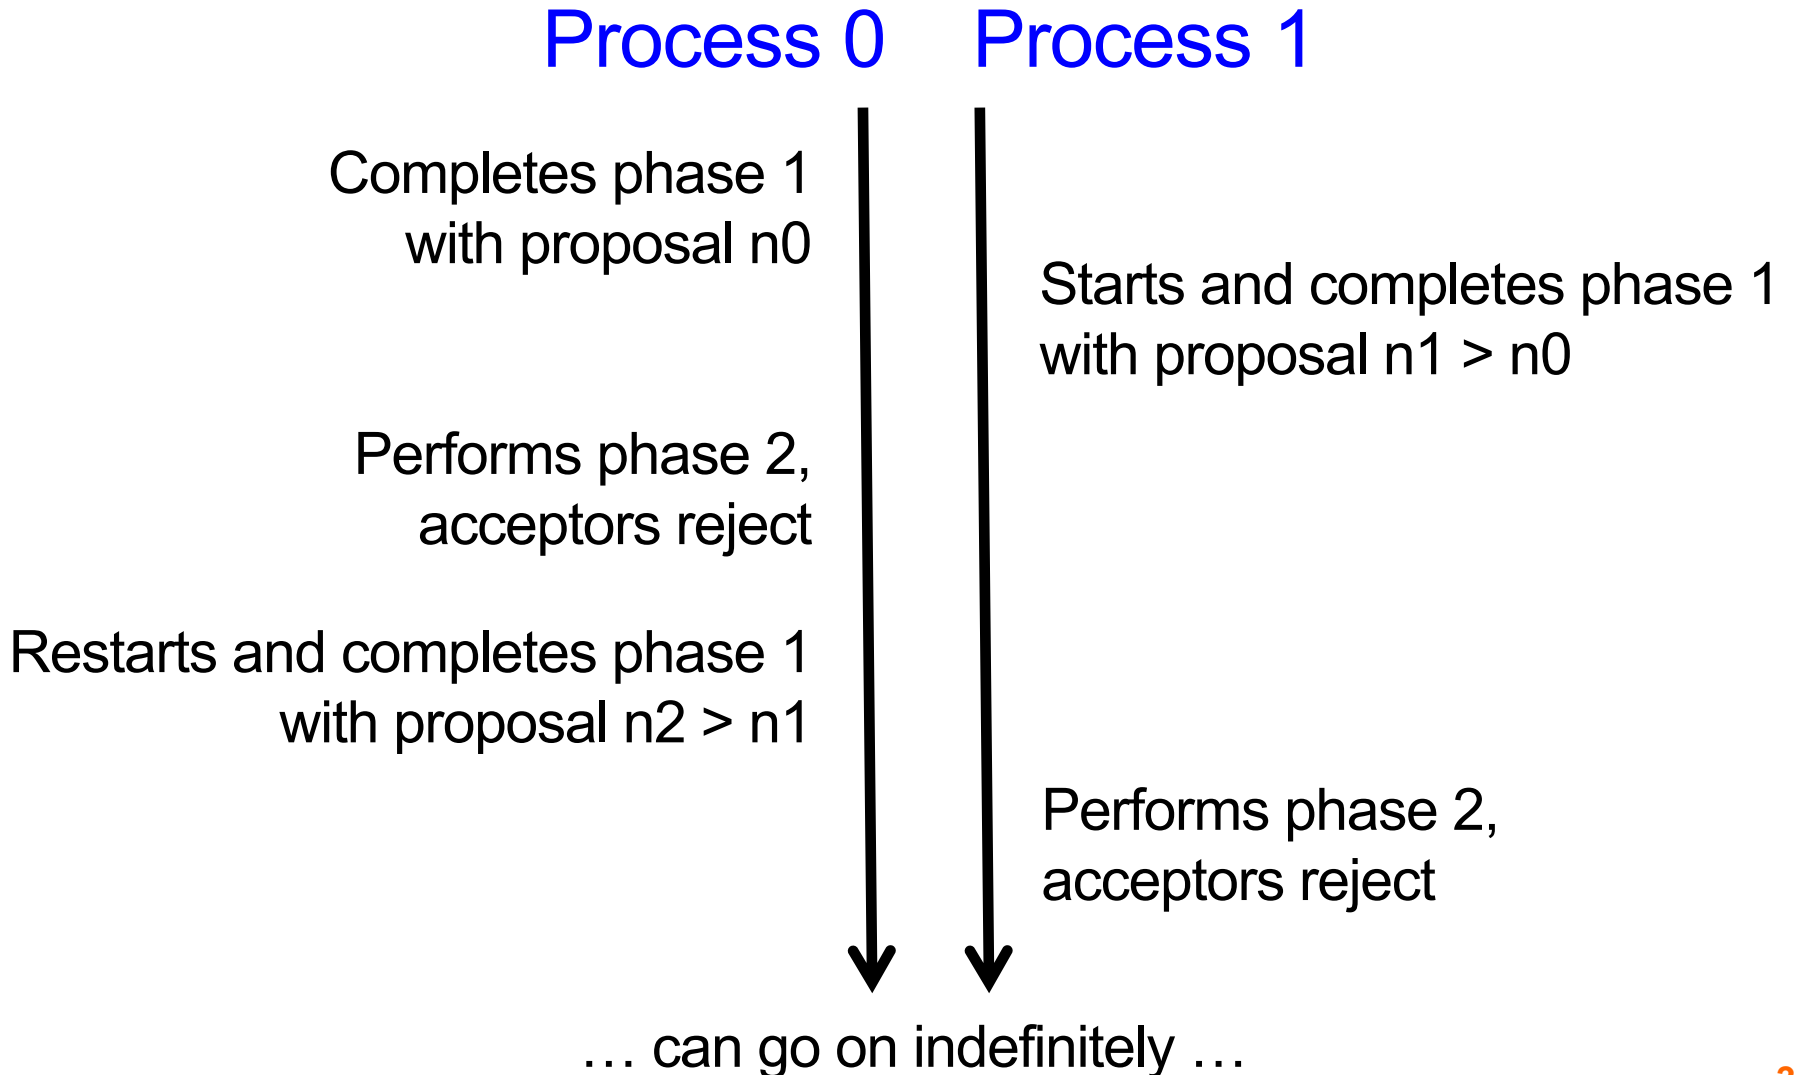 Process 0 Process 1
Completes phase 1
with proposal n0
Starts and completes phase 1
with proposal n1 > n0
Performs phase 2,
acceptors reject
Restarts and completes phase 1
with proposal n2 > n1
Performs phase 2,
acceptors reject
… can go on indefinitely …